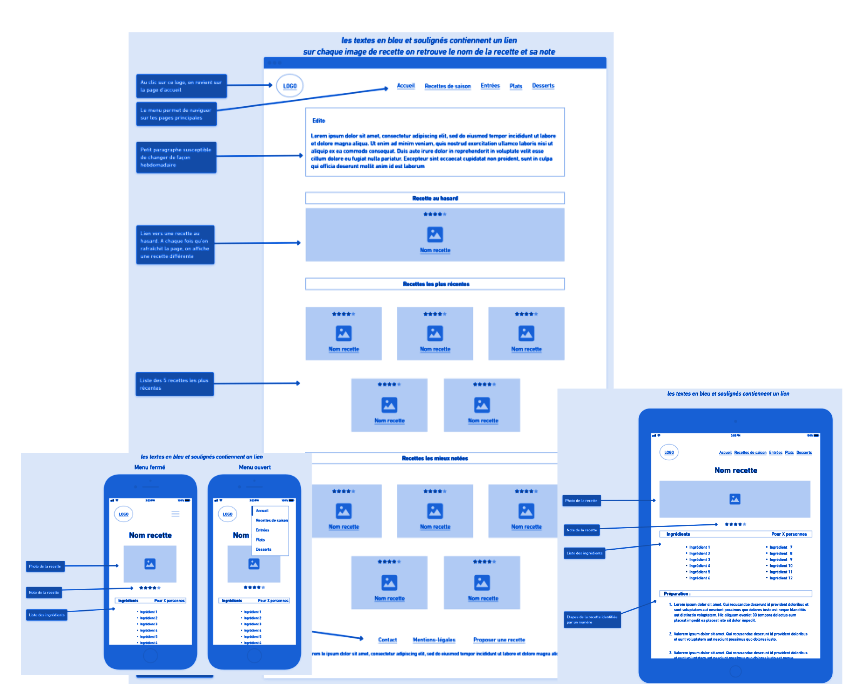 les textes en bleu et soulignés contiennent un lien
sur chaque image de recette on retrouve le nom de la recette et sa note
Au clic sur ce logo, on revient sur
la page d'accueil
LOGO
Accueil Recettes de saison Entrées Plats Desserts
Le menu permet de naviguer
sur les pages principales
Edito
Petit paragraphe susceptible
de changer de façon
hebdomadaire
Lorem ipsum dolor sit amet, consectetur adipiscing elit, sed do eiusmod tempor incididunt ut labore
et dolore magna aliqua. Ut enim ad minim veniam, quis nostrud exercitation ullamco laboris nisi ut
aliquip ex ea commodo consequat. Duis aute irure dolor in reprehenderit in voluptate velit esse
cillum dolore eu fugiat nulla pariatur. Excepteur sint occaecat cupidatat non proident, sunt in culpa
qui officia deserunt mollit anim id est laborum
Recette au hasard
Lien vers une recette au
hasard. A chaque fois qu'on
rafraichit la page, on affiche
une recette différente
Nom recette
Recettes les plus récentes
Nom recette Nom recette Nom recette
Liste des 5 recettes les plus
récentes
Nom recette Nom recette
Recettes les mieux notées
Nom recette Nom recette
Nom recette Nom recette
Contact Mentions-légales Proposer une recette
rem ipsum dolor sit amet, consectetur adipiscing elit, sed do eiusmod tempor incididunt ut labore et dolore magna
les textes en bleu et soulignés contiennent un lien
Menu fermé Menu ouvert
LOGO
Nom recette
Photo de la recette
Note de la recette
Liste des ingrédients
Ingrédients Pour X personnes
Ingrédient 1
Ingrédient 2
Ingrédient 3
Ingrédient 4
Ingrédient 5
Ingrédient 6
LOGO
Accueil
Recettes de saison
Entrées
Plats
Desserts
Nom
Ingrédients Pour X personnes
Ingrédient 1
Ingrédient 2
Ingrédient 3
Ingrédient 4
Ingrédient 5
Ingrédient 6
les textes en bleu et soulignés contiennent un lien
LOGO
Accueil Recettes de saison Entrées Plats Desserts
Nom recette
Photo de la recette
Note de la recette
Liste des ingrédients
Ingrédients Pour X personnes
Ingrédient 1 Ingrédient 7
Ingrédient 2 Ingrédient 8
Ingrédient 3 Ingrédient 9
Ingrédient 4 Ingrédient 10
Ingrédient 5 Ingrédient 11
Ingrédient 6 Ingrédient 12
Préparation :